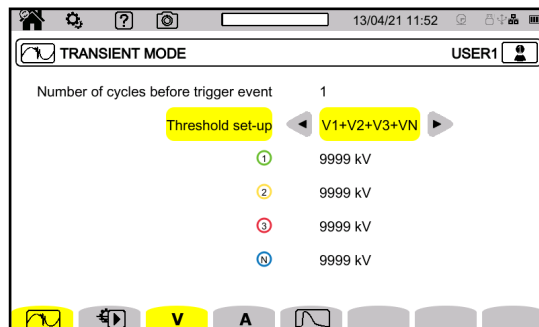 ?
13/04/21 11:52
TRANSIENT MODE
USER1
Number of cycles before trigger event 1
Threshold set-up V1+V2+V3+VN
1 9999 kV
2 9999 kV
3 9999 kV
N 9999 kV
V A